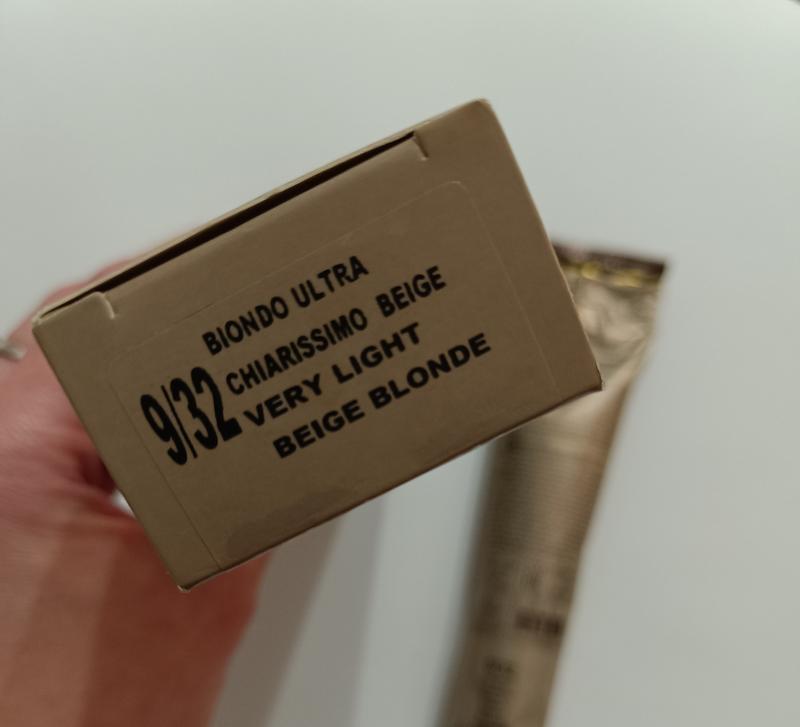 BIONDO ULTRA
CHIARISSIMO BEIGE
9/32 VERY LIGHT
BEIGE BLONDE